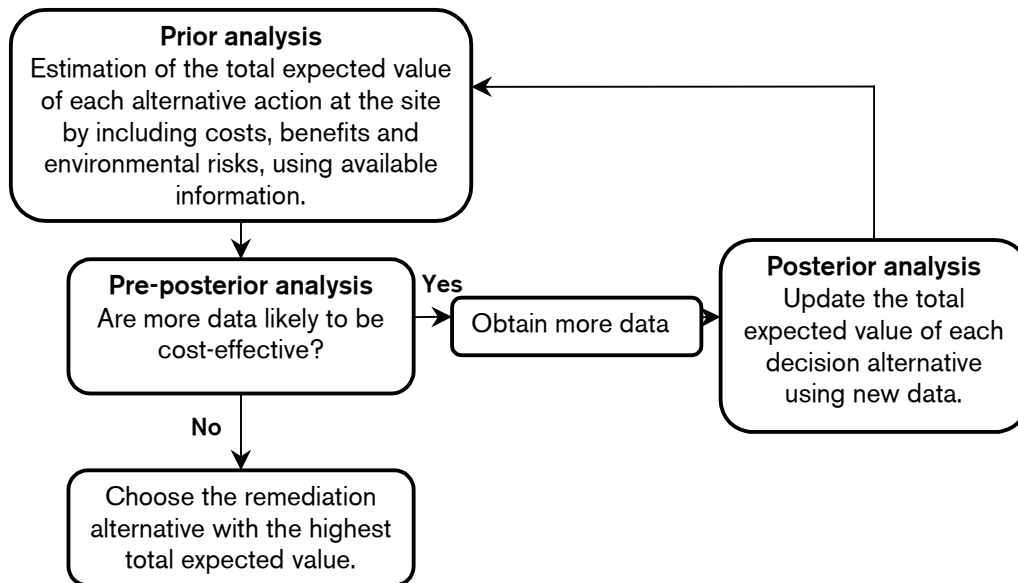 Prior analysis
Estimation of the total expected value
of each alternative action at the site
by including costs, benefits and
environmental risks, using available
information.
Pre-posterior analysis
Are more data likely to be
cost-effective?
Yes
Obtain more data
Posterior analysis
Update the total
expected value of each
decision alternative
using new data.
No
Choose the remediation
alternative with the highest
total expected value.